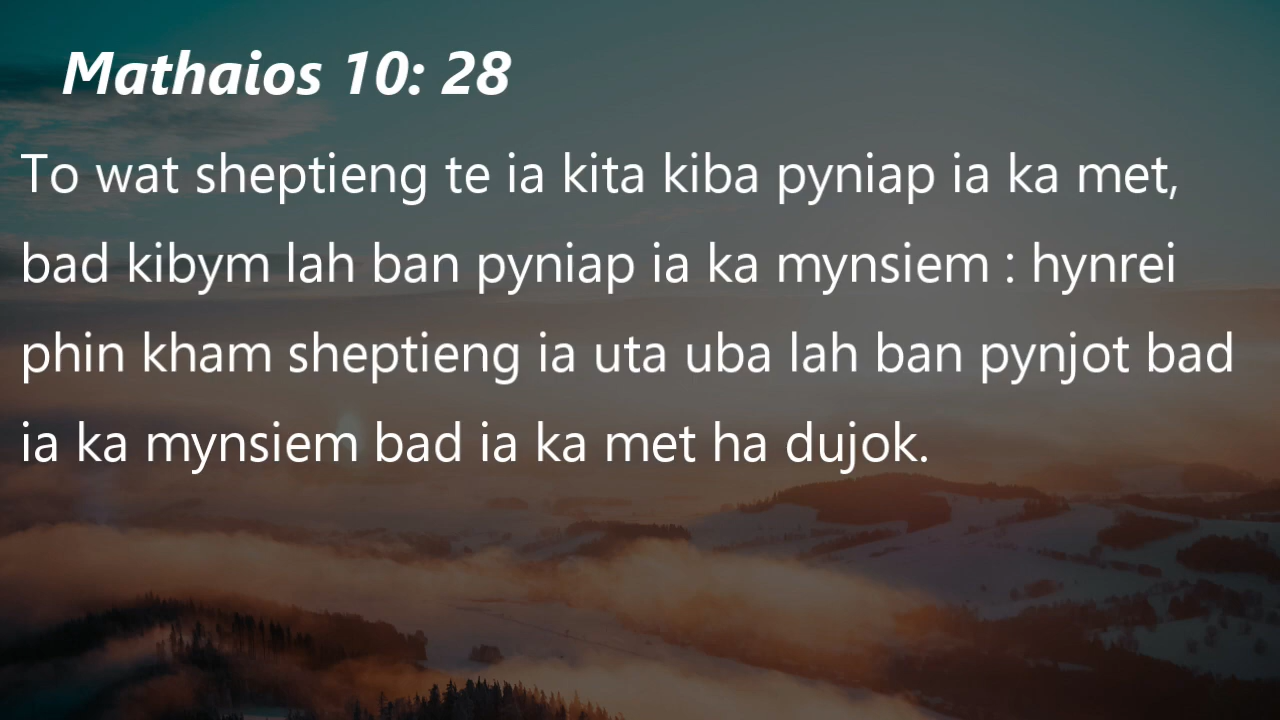 Mathaios 10: 28
To wat sheptieng te ia kita kiba pyniap ia ka met,
bad kibym lah ban pyniap ia ka mynsiem : hynrei
phin kham sheptieng ia uta uba lah ban pynjot bad
ia ka mynsiem bad ia ka met ha dujok.